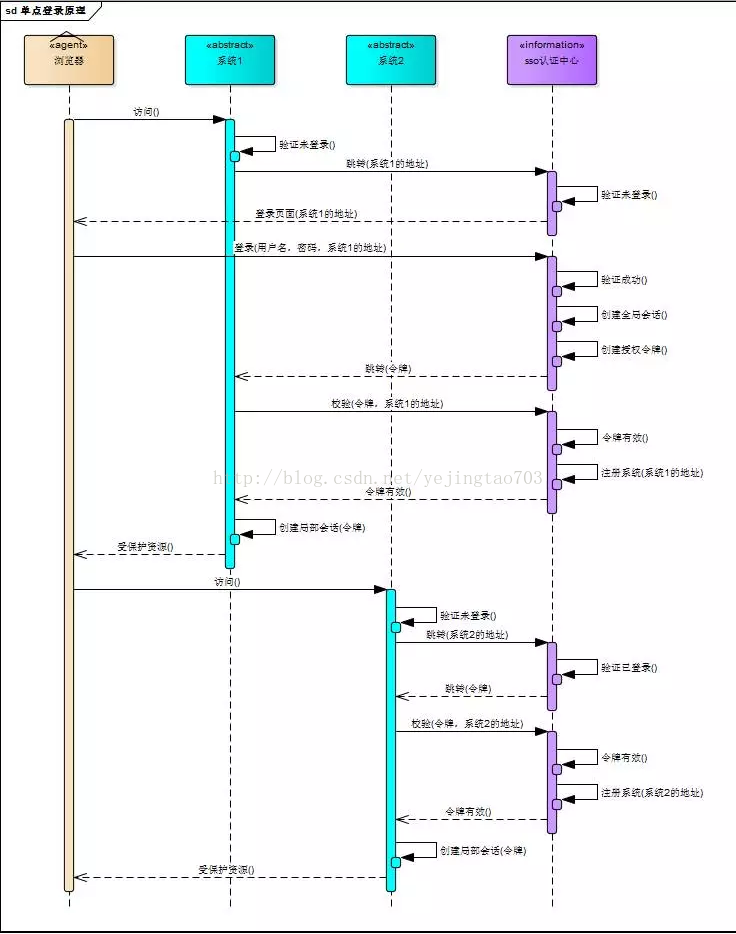 sd 单点登录原理
«agent»
浏览器
«abstract»
系统1
«abstract»
系统2
«information»
sso认证中心
访问()
验证未登录()
跳转(系统1的地址)
验证未登录()
登录页面(系统1的地址)
登录(用户名，密码，系统1的地址)
验证成功()
创建全局会话()
创建授权令牌()
跳转(令牌)
校验(令牌，系统1的地址)
令牌有效()
注册系统(系统1的地址)
http://blog.csdn.net/yejingtao703
令牌有效()
创建局部会话(令牌)
受保护资源()
访问()
验证未登录()
跳转(系统2的地址)
验证已登录()
跳转(令牌)
校验(令牌，系统2的地址)
令牌有效()
注册系统(系统2的地址)
令牌有效()
创建局部会话(令牌)
受保护资源()